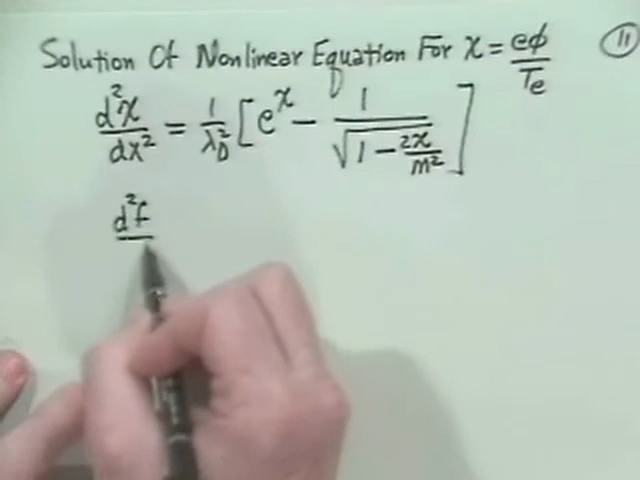 Solution Of Nonlinear Equation For χ = eϕ/Te
11
d²χ/dx² = 1/λD² [e^χ − 1/√(1 − 2χ/m²)]
d²f